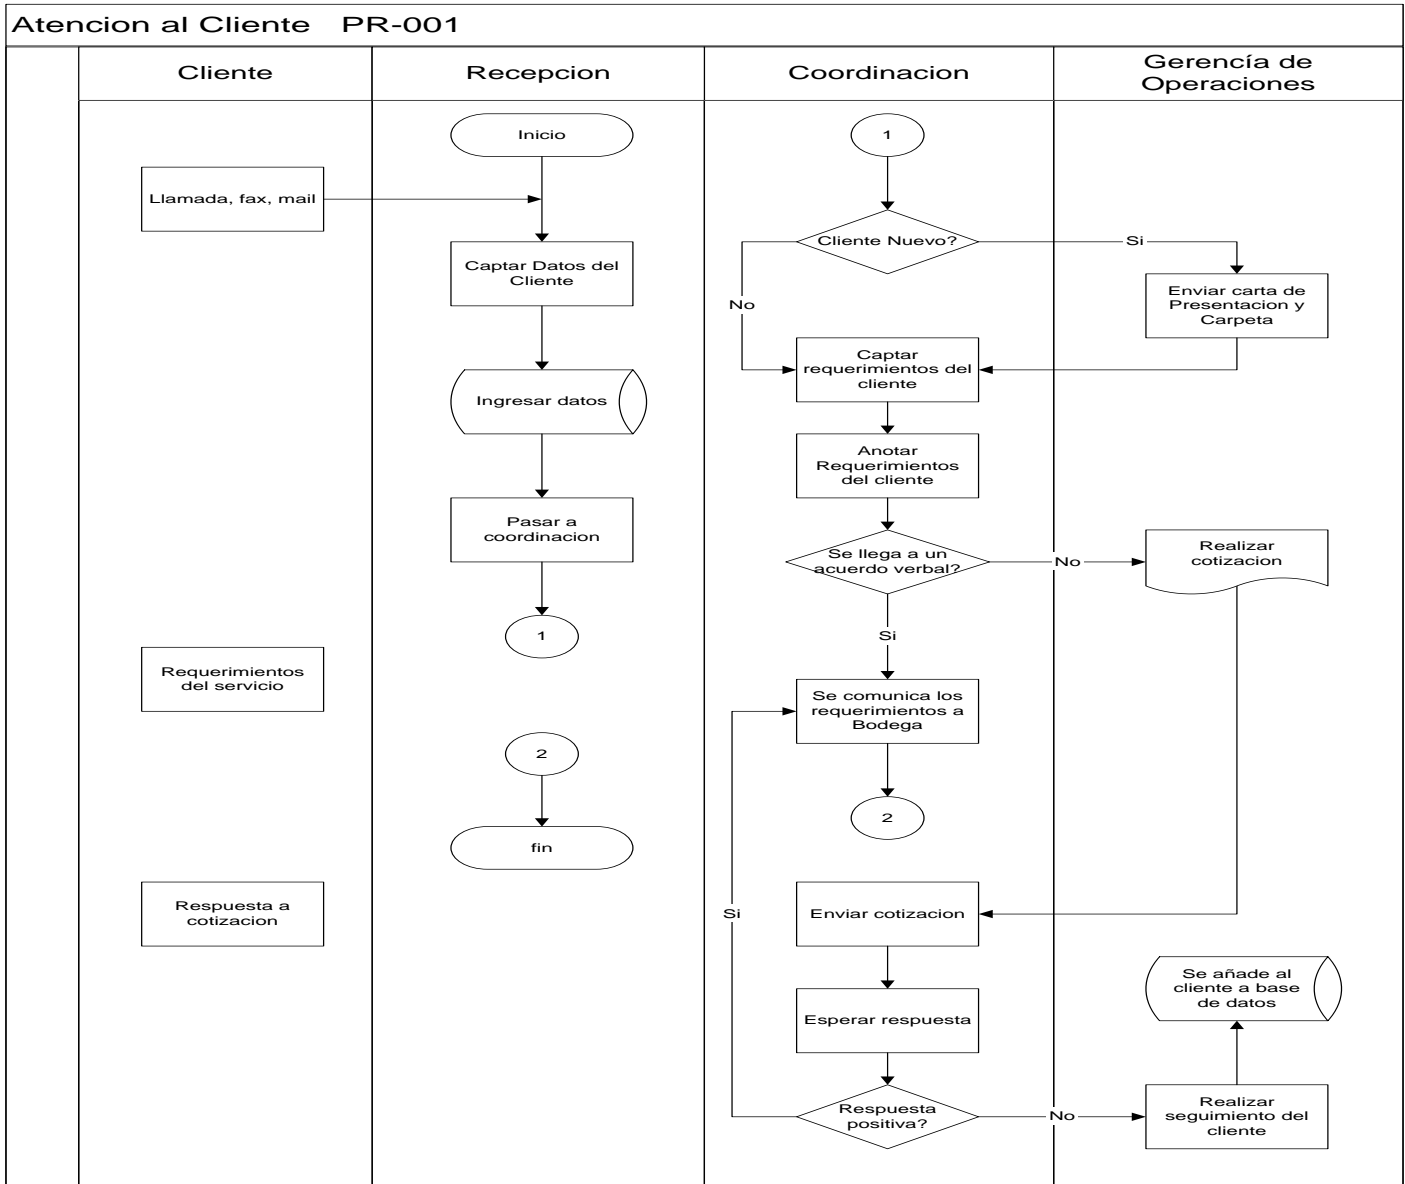 Atencion al Cliente PR-001
Cliente
Recepcion
Coordinacion
Gerencía de
Operaciones
Inicio
1
Llamada, fax, mail
Cliente Nuevo?
Si
Captar Datos del
Cliente
Enviar carta de
Presentacion y
Carpeta
No
Captar
requerimientos del
cliente
Ingresar datos
Anotar
Requerimientos
del cliente
Pasar a
coordinacion
Se llega a un
acuerdo verbal?
No
Realizar
cotizacion
1
Si
Requerimientos
del servicio
Se comunica los
requerimientos a
Bodega
2
2
fin
Respuesta a
cotizacion
Si
Enviar cotizacion
Se añade al
cliente a base
de datos
Esperar respuesta
Respuesta
positiva?
No
Realizar
seguimiento del
cliente